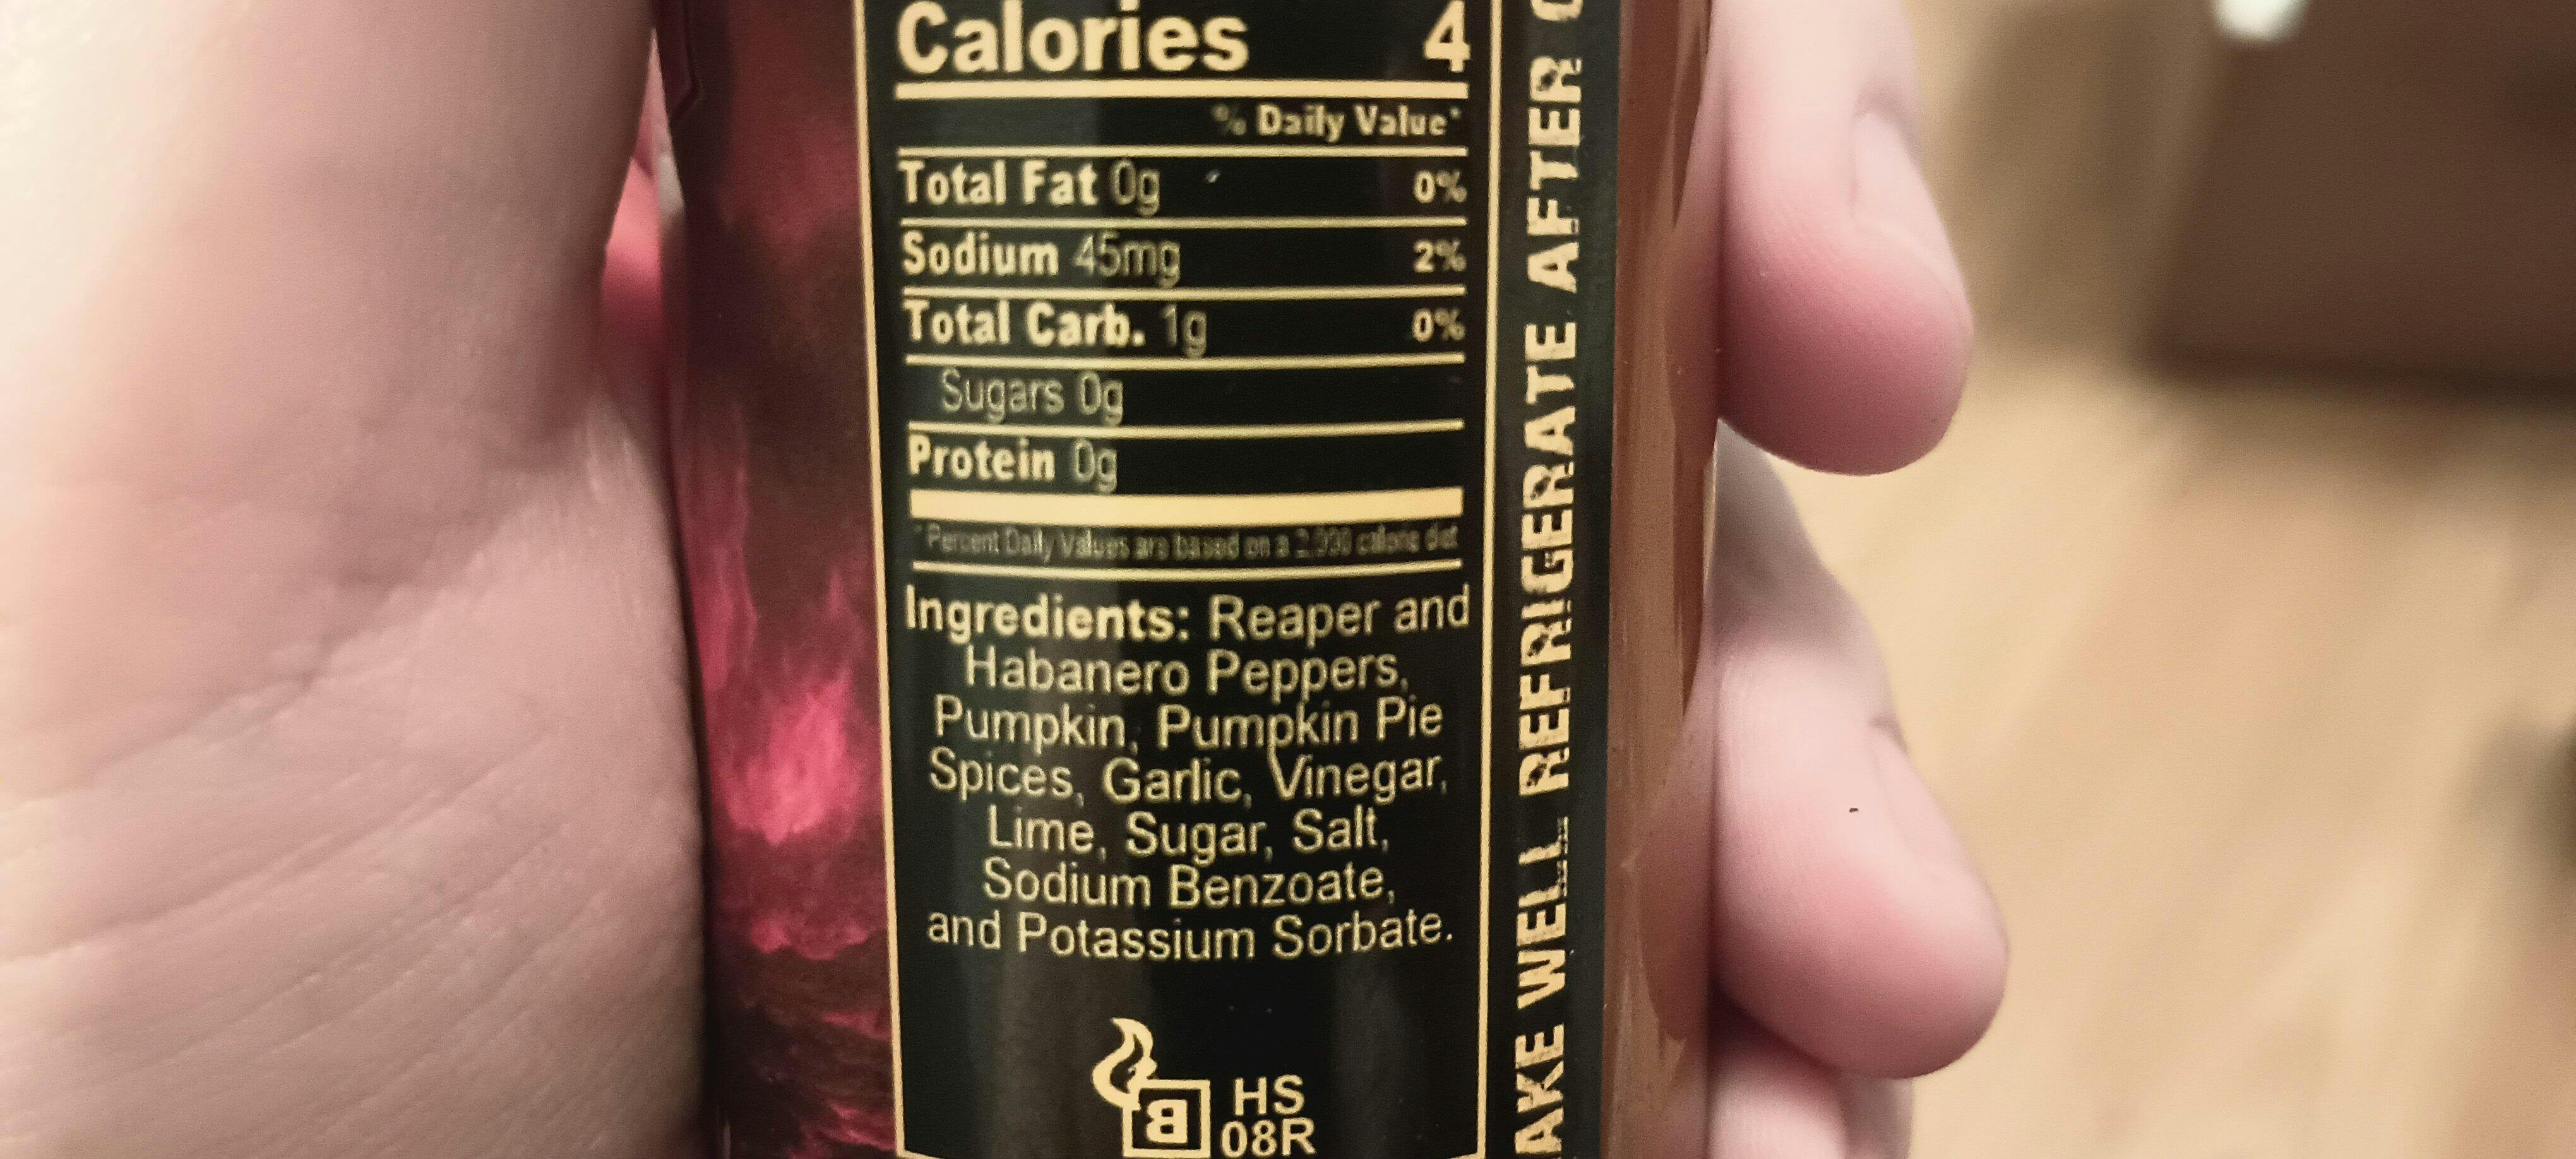 Calories 4
% Daily Value*
Total Fat 0g 0%
Sodium 45mg 2%
Total Carb. 1g 0%
Sugars 0g
Protein 0g
* Percent Daily Values are based on a 2,000 calorie diet
Ingredients: Reaper and
Habanero Peppers,
Pumpkin, Pumpkin Pie
Spices, Garlic, Vinegar,
Lime, Sugar, Salt,
Sodium Benzoate,
and Potassium Sorbate.
B
HS
08R
AKE WELL REFRIGERATE AFTER